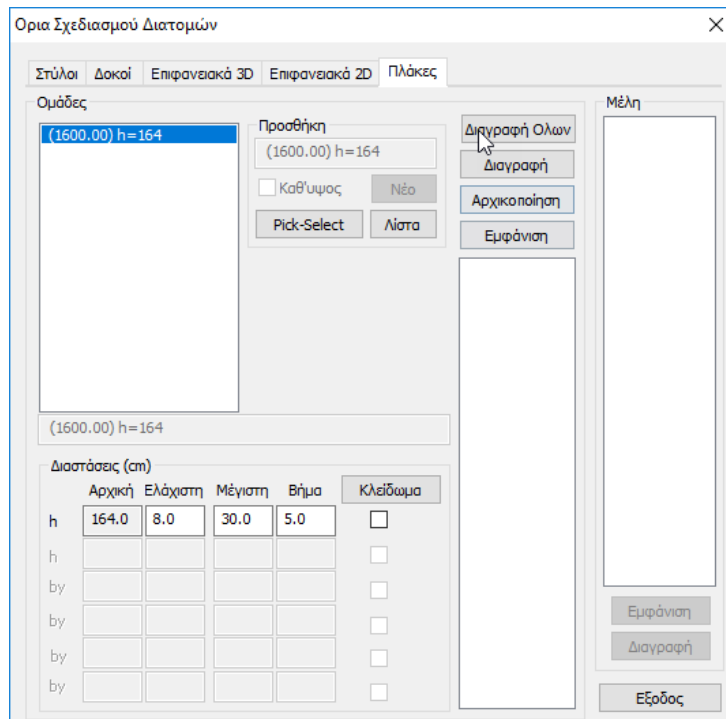 Ορια Σχεδιασμού Διατομών
Στύλοι Δοκοί Επιφανειακά 3D Επιφανειακά 2D Πλάκες
Ομάδες
(1600.00) h=164
Προσθήκη
(1600.00) h=164
Καθ'υψος Νέο
Pick-Select Λίστα
Διαγραφή Ολων
Διαγραφή
Αρχικοποίηση
Εμφάνιση
Μέλη
(1600.00) h=164
Διαστάσεις (cm)
Αρχική Ελάχιστη Μέγιστη Βήμα Κλείδωμα
h 164.0 8.0 30.0 5.0
h
by
by
by
by
Εμφάνιση
Διαγραφή
Εξοδος